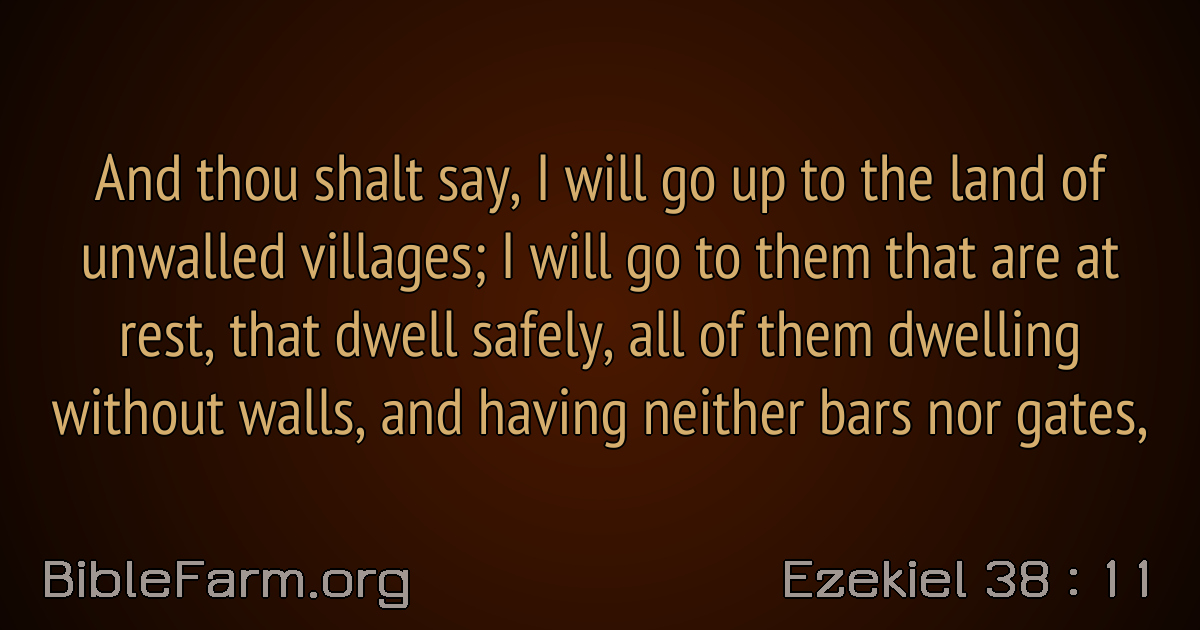 And thou shalt say, I will go up to the land of
unwalled villages; I will go to them that are at
rest, that dwell safely, all of them dwelling
without walls, and having neither bars nor gates,
BibleFarm.org
Ezekiel 38 : 11